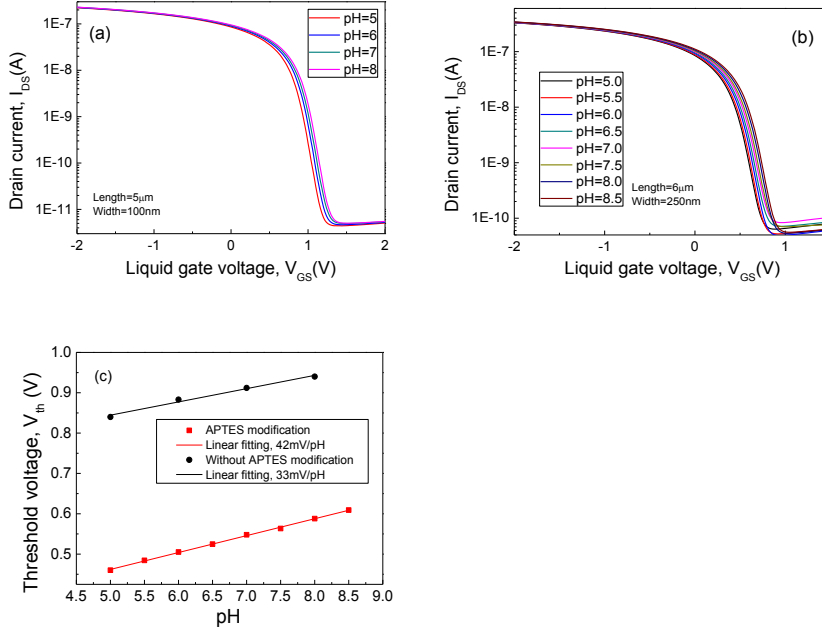 (a)
pH=5
pH=6
pH=7
pH=8
1E-7
1E-8
1E-9
1E-10
1E-11
Drain current, I_DS(A)
Length=5μm
Width=100nm
-2 -1 0 1 2
Liquid gate voltage, V_GS(V)
(b)
1E-7
1E-8
1E-9
1E-10
Drain current, I_DS(A)
pH=5.0
pH=5.5
pH=6.0
pH=6.5
pH=7.0
pH=7.5
pH=8.0
pH=8.5
Length=6μm
Width=250nm
-2 -1 0 1
Liquid gate voltage, V_GS(V)
(c)
1.0
0.9
0.8
0.7
0.6
0.5
Threshold voltage, V_th (V)
APTES modification
Linear fitting, 42mV/pH
Without APTES modification
Linear fitting, 33mV/pH
4.5 5.0 5.5 6.0 6.5 7.0 7.5 8.0 8.5 9.0
pH